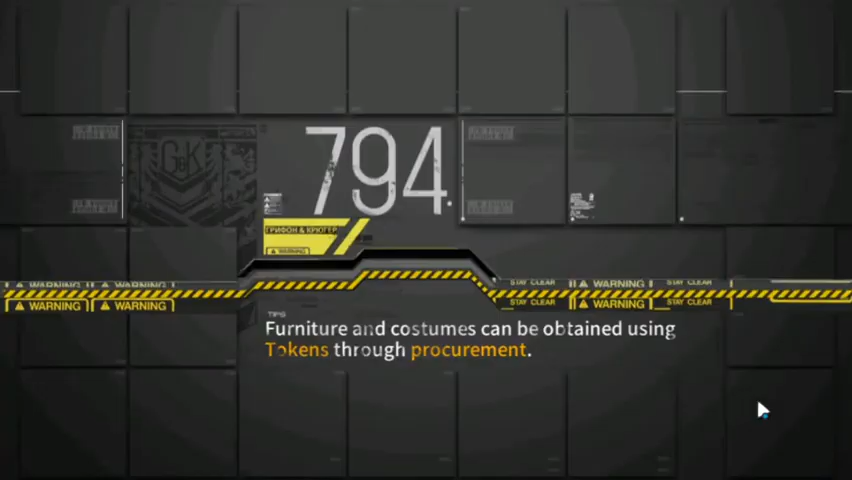 G&K
794.
ГРИФОН & КРЮГЕР
WARNING
STAY CLEAR
WARNING
STAY CLEAR
WARNING WARNING
STAY CLEAR
WARNING
STAY CLEAR
TIPS
Furniture and costumes can be obtained using
Tokens through procurement.